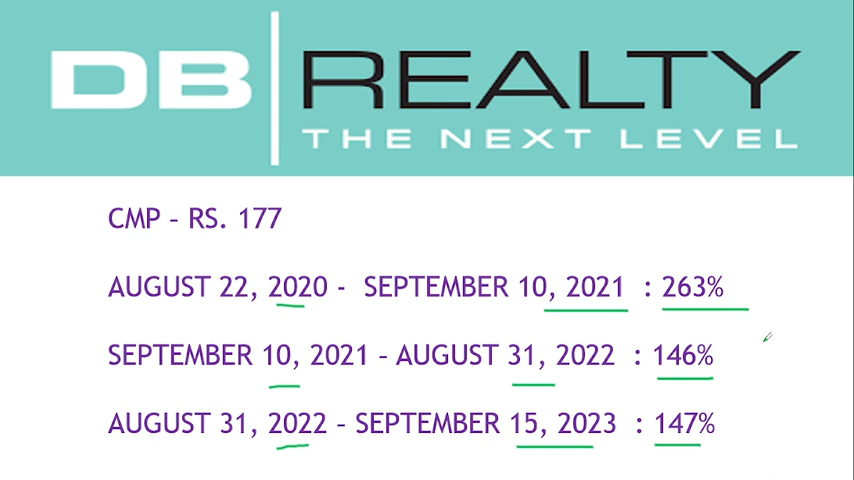 DB REALTY
THE NEXT LEVEL
CMP – RS. 177
AUGUST 22, 2020 - SEPTEMBER 10, 2021 : 263%
SEPTEMBER 10, 2021 – AUGUST 31, 2022 : 146%
AUGUST 31, 2022 – SEPTEMBER 15, 2023 : 147%